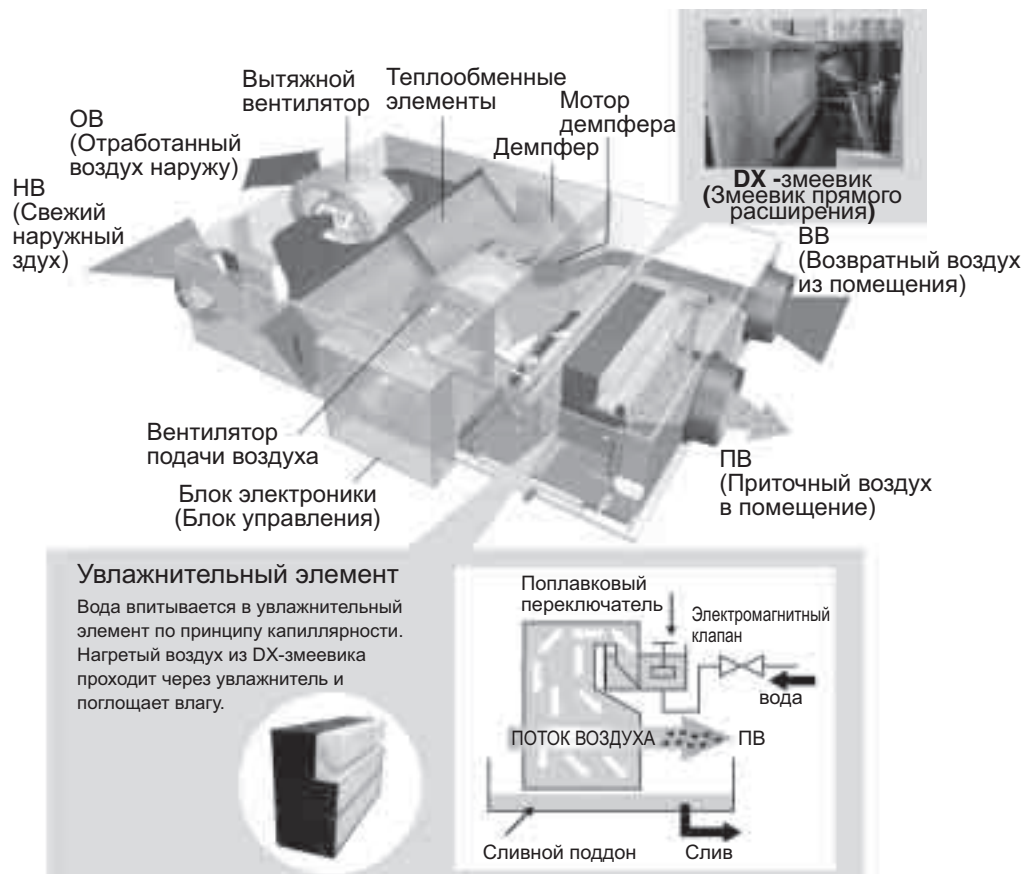 Вытяжной
вентилятор
Теплообменные
элементы
Мотор
демпфера
Демпфер
ОВ
(Отработанный
воздух наружу)
НВ
(Свежий
наружный
здух)
DX -змеевик
(Змеевик прямого
расширения)
ВВ
(Возвратный воздух
из помещения)
Вентилятор
подачи воздуха
Блок электроники
(Блок управления)
ПВ
(Приточный воздух
в помещение)
Увлажнительный элемент
Вода впитывается в увлажнительный
элемент по принципу капиллярности.
Нагретый воздух из DX-змеевика
проходит через увлажнитель и
поглощает влагу.
Поплавковый
переключатель
Электромагнитный
клапан
вода
ПОТОК ВОЗДУХА
ПВ
Сливной поддон
Слив